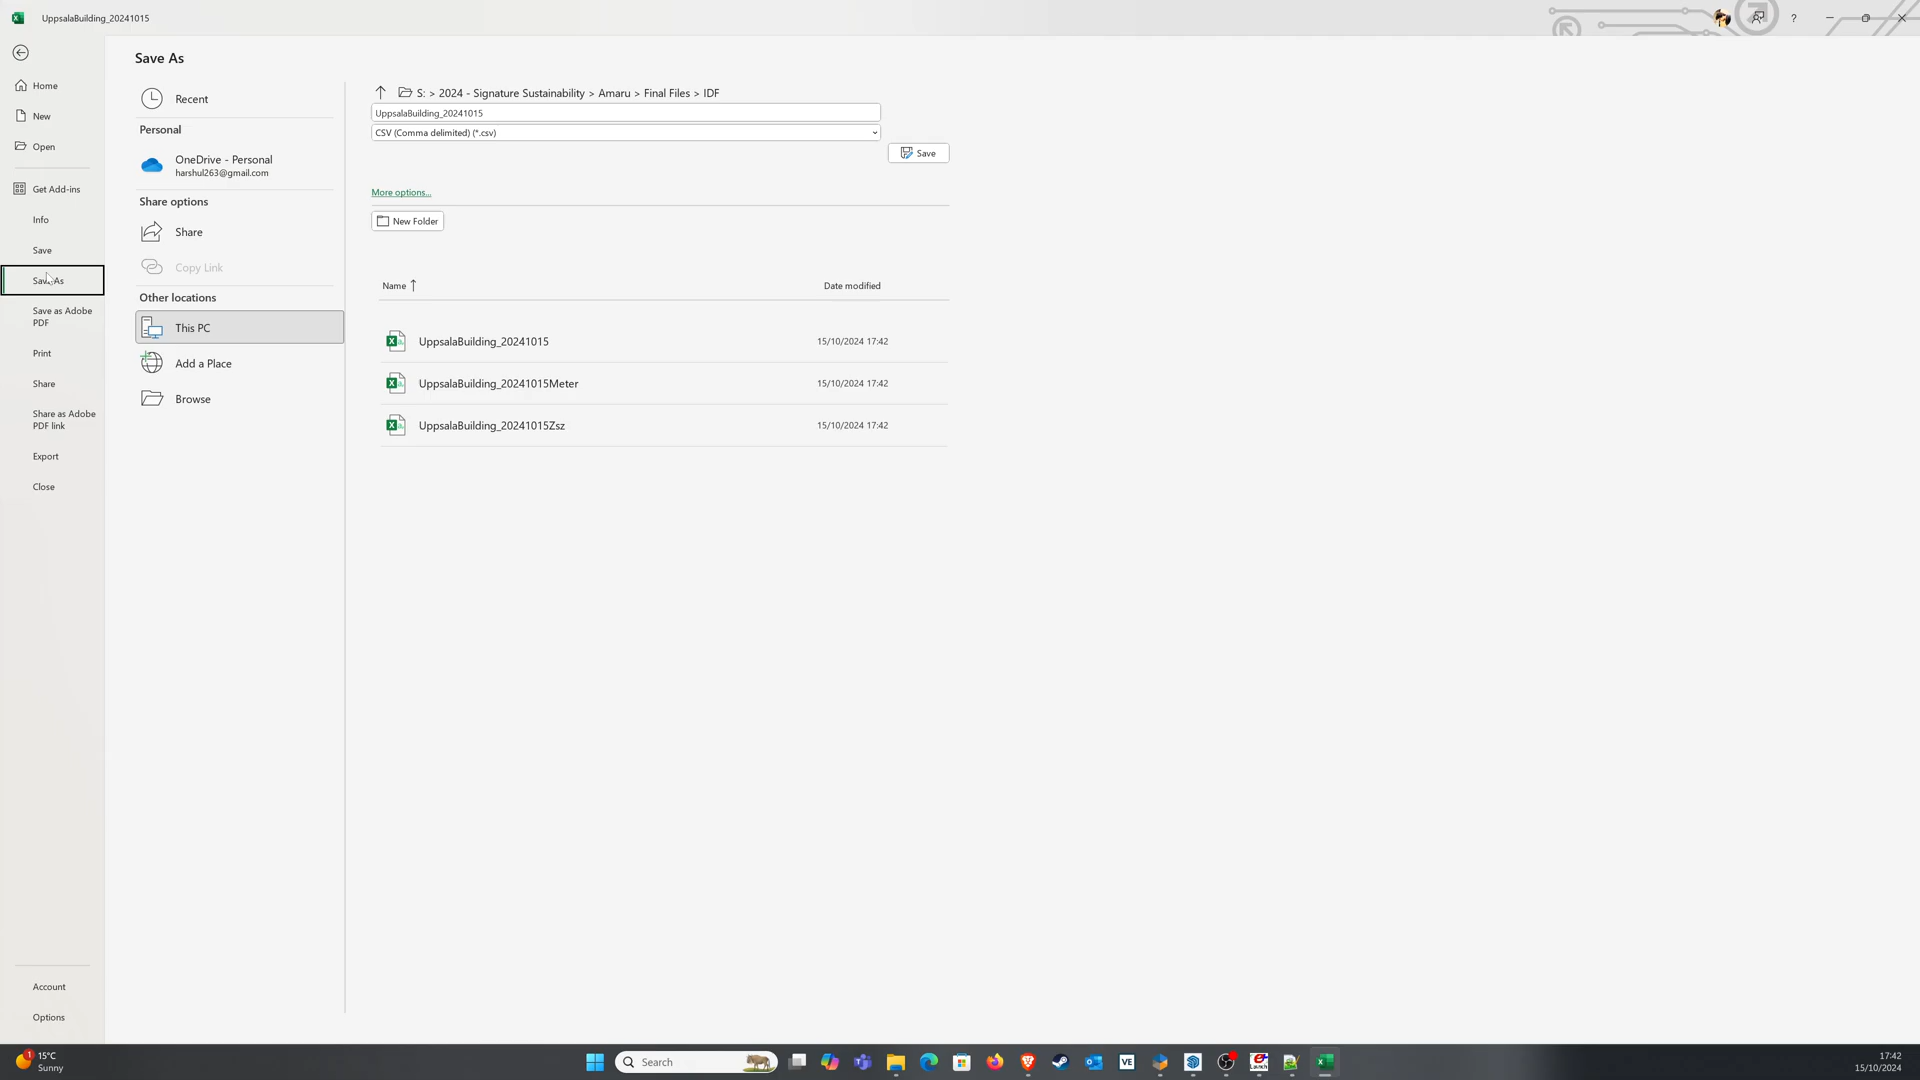 UppsalaBuilding_20241015
?
Save As
Home
New
Open
Get Add-ins
Info
Save
Save As
Save as Adobe
PDF
Print
Share
Share as Adobe
PDF link
Export
Close
Account
Options
Recent
Personal
OneDrive - Personal
harshul263@gmail.com
Share options
Share
Copy Link
Other locations
This PC
Add a Place
Browse
S: > 2024 - Signature Sustainability > Amaru > Final Files > IDF
UppsalaBuilding_20241015
CSV (Comma delimited) (*.csv)
Save
More options...
New Folder
Name ↑ Date modified
UppsalaBuilding_20241015 15/10/2024 17:42
UppsalaBuilding_20241015Meter 15/10/2024 17:42
UppsalaBuilding_20241015Zsz 15/10/2024 17:42
1
15°C
Sunny
Search
VE
Launch
17:42
15/10/2024